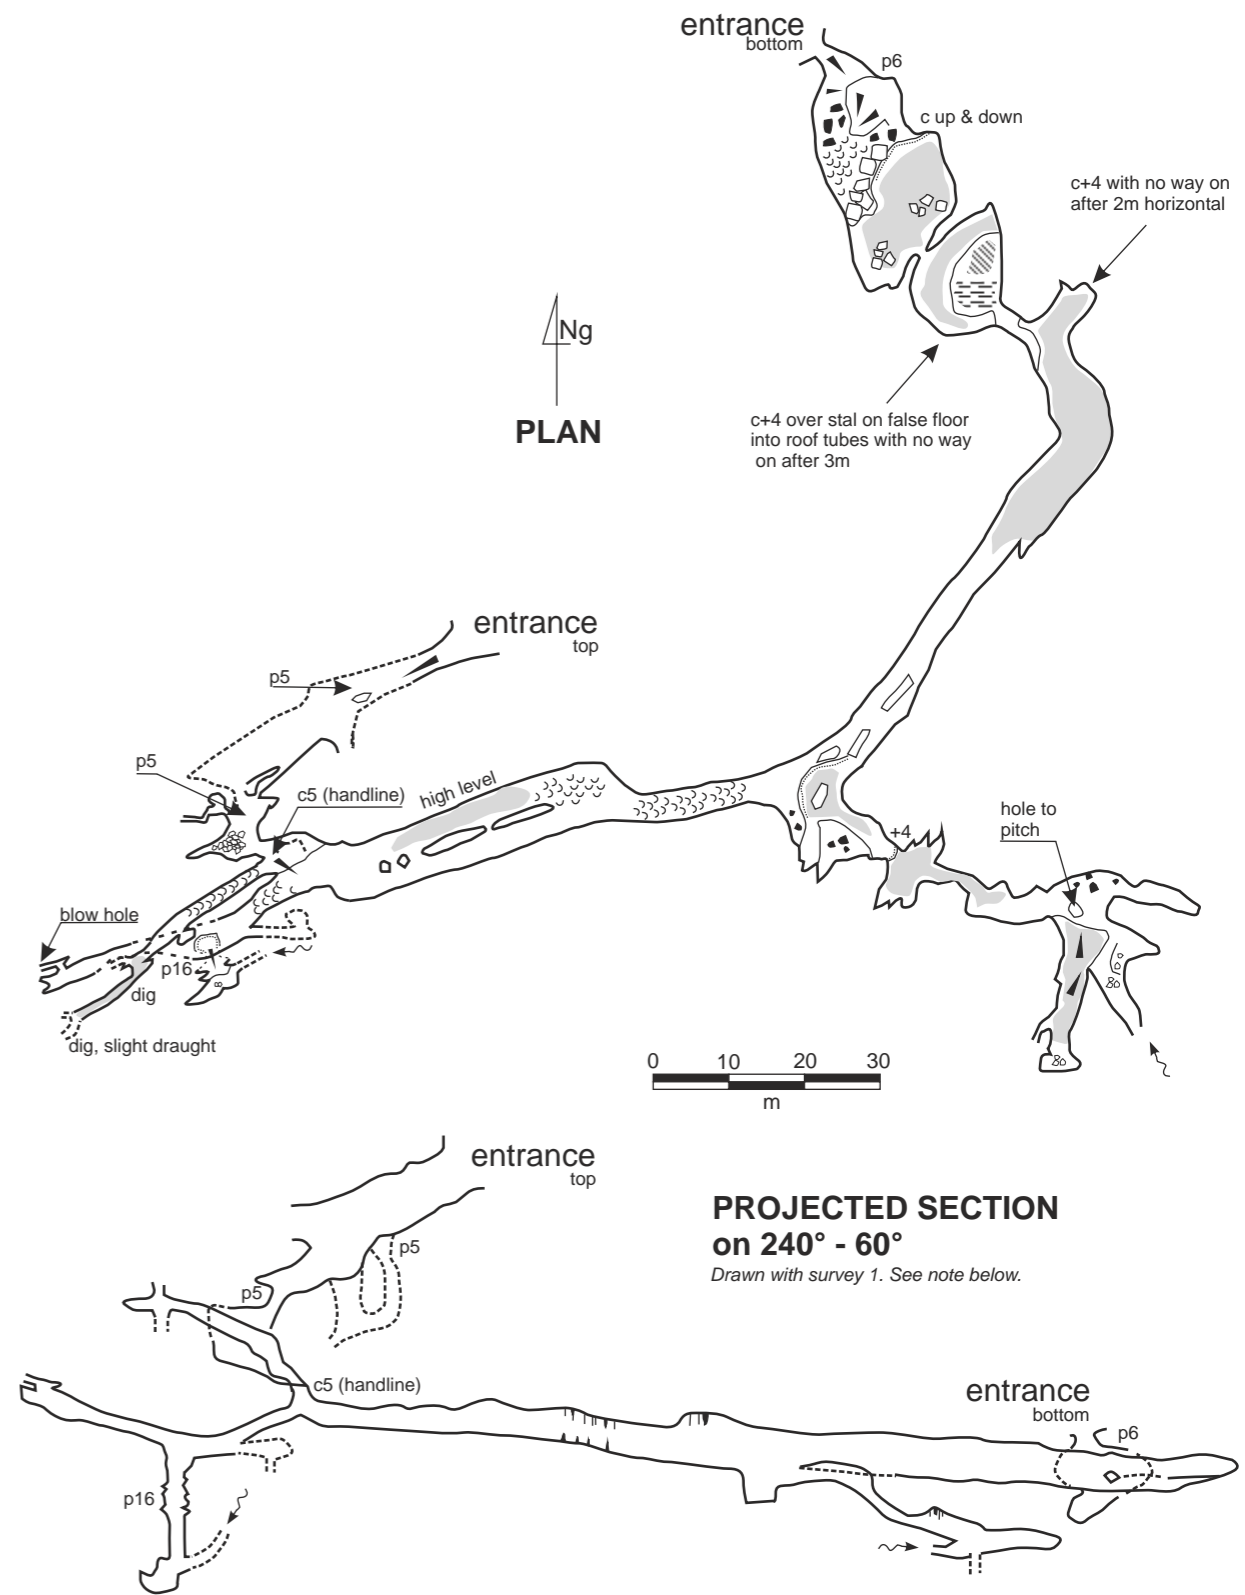 entrance
bottom
p6
c up & down
c+4 with no way on
after 2m horizontal
Ng
PLAN
c+4 over stal on false floor
into roof tubes with no way
on after 3m
entrance
top
p5
p5
c5 (handline)
high level
+4
hole to
pitch
blow hole
p16
dig
dig, slight draught
0 10 20 30
m
entrance
top
PROJECTED SECTION
on 240° - 60°
Drawn with survey 1. See note below.
p5
p5
c5 (handline)
entrance
bottom
p6
p16